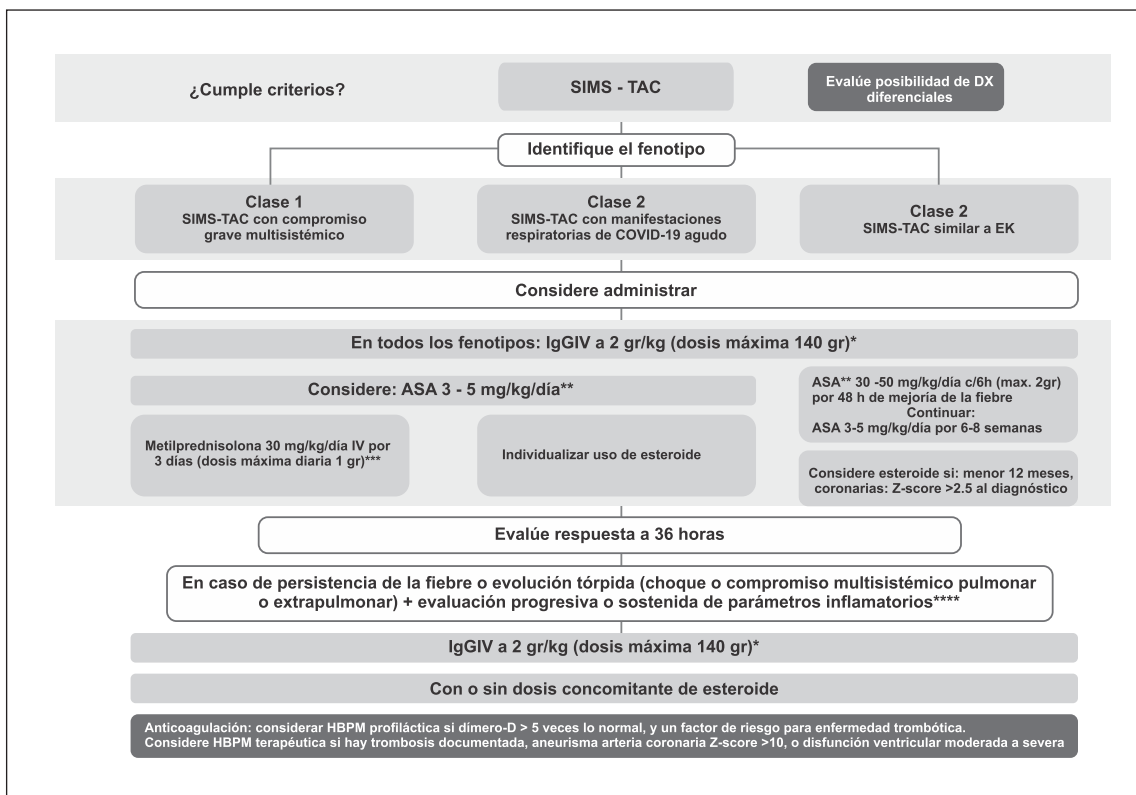 ¿Cumple criterios?
SIMS - TAC
Evalúe posibilidad de DX
diferenciales
Identifique el fenotipo
Clase 1
SIMS-TAC con compromiso
grave multisistémico
Clase 2
SIMS-TAC con manifestaciones
respiratorias de COVID-19 agudo
Clase 2
SIMS-TAC similar a EK
Considere administrar
En todos los fenotipos: IgGIV a 2 gr/kg (dosis máxima 140 gr)*
Considere: ASA 3 - 5 mg/kg/día**
ASA** 30 -50 mg/kg/día c/6h (max. 2gr)
por 48 h de mejoría de la fiebre
Continuar:
ASA 3-5 mg/kg/día por 6-8 semanas
Metilprednisolona 30 mg/kg/día IV por
3 días (dosis máxima diaria 1 gr)***
Individualizar uso de esteroide
Considere esteroide si: menor 12 meses,
coronarias: Z-score >2.5 al diagnóstico
Evalúe respuesta a 36 horas
En caso de persistencia de la fiebre o evolución tórpida (choque o compromiso multisistémico pulmonar
o extrapulmonar) + evaluación progresiva o sostenida de parámetros inflamatorios****
IgGIV a 2 gr/kg (dosis máxima 140 gr)*
Con o sin dosis concomitante de esteroide
Anticoagulación: considerar HBPM profiláctica si dímero-D > 5 veces lo normal, y un factor de riesgo para enfermedad trombótica.
Considere HBPM terapéutica si hay trombosis documentada, aneurisma arteria coronaria Z-score >10, o disfunción ventricular moderada a severa